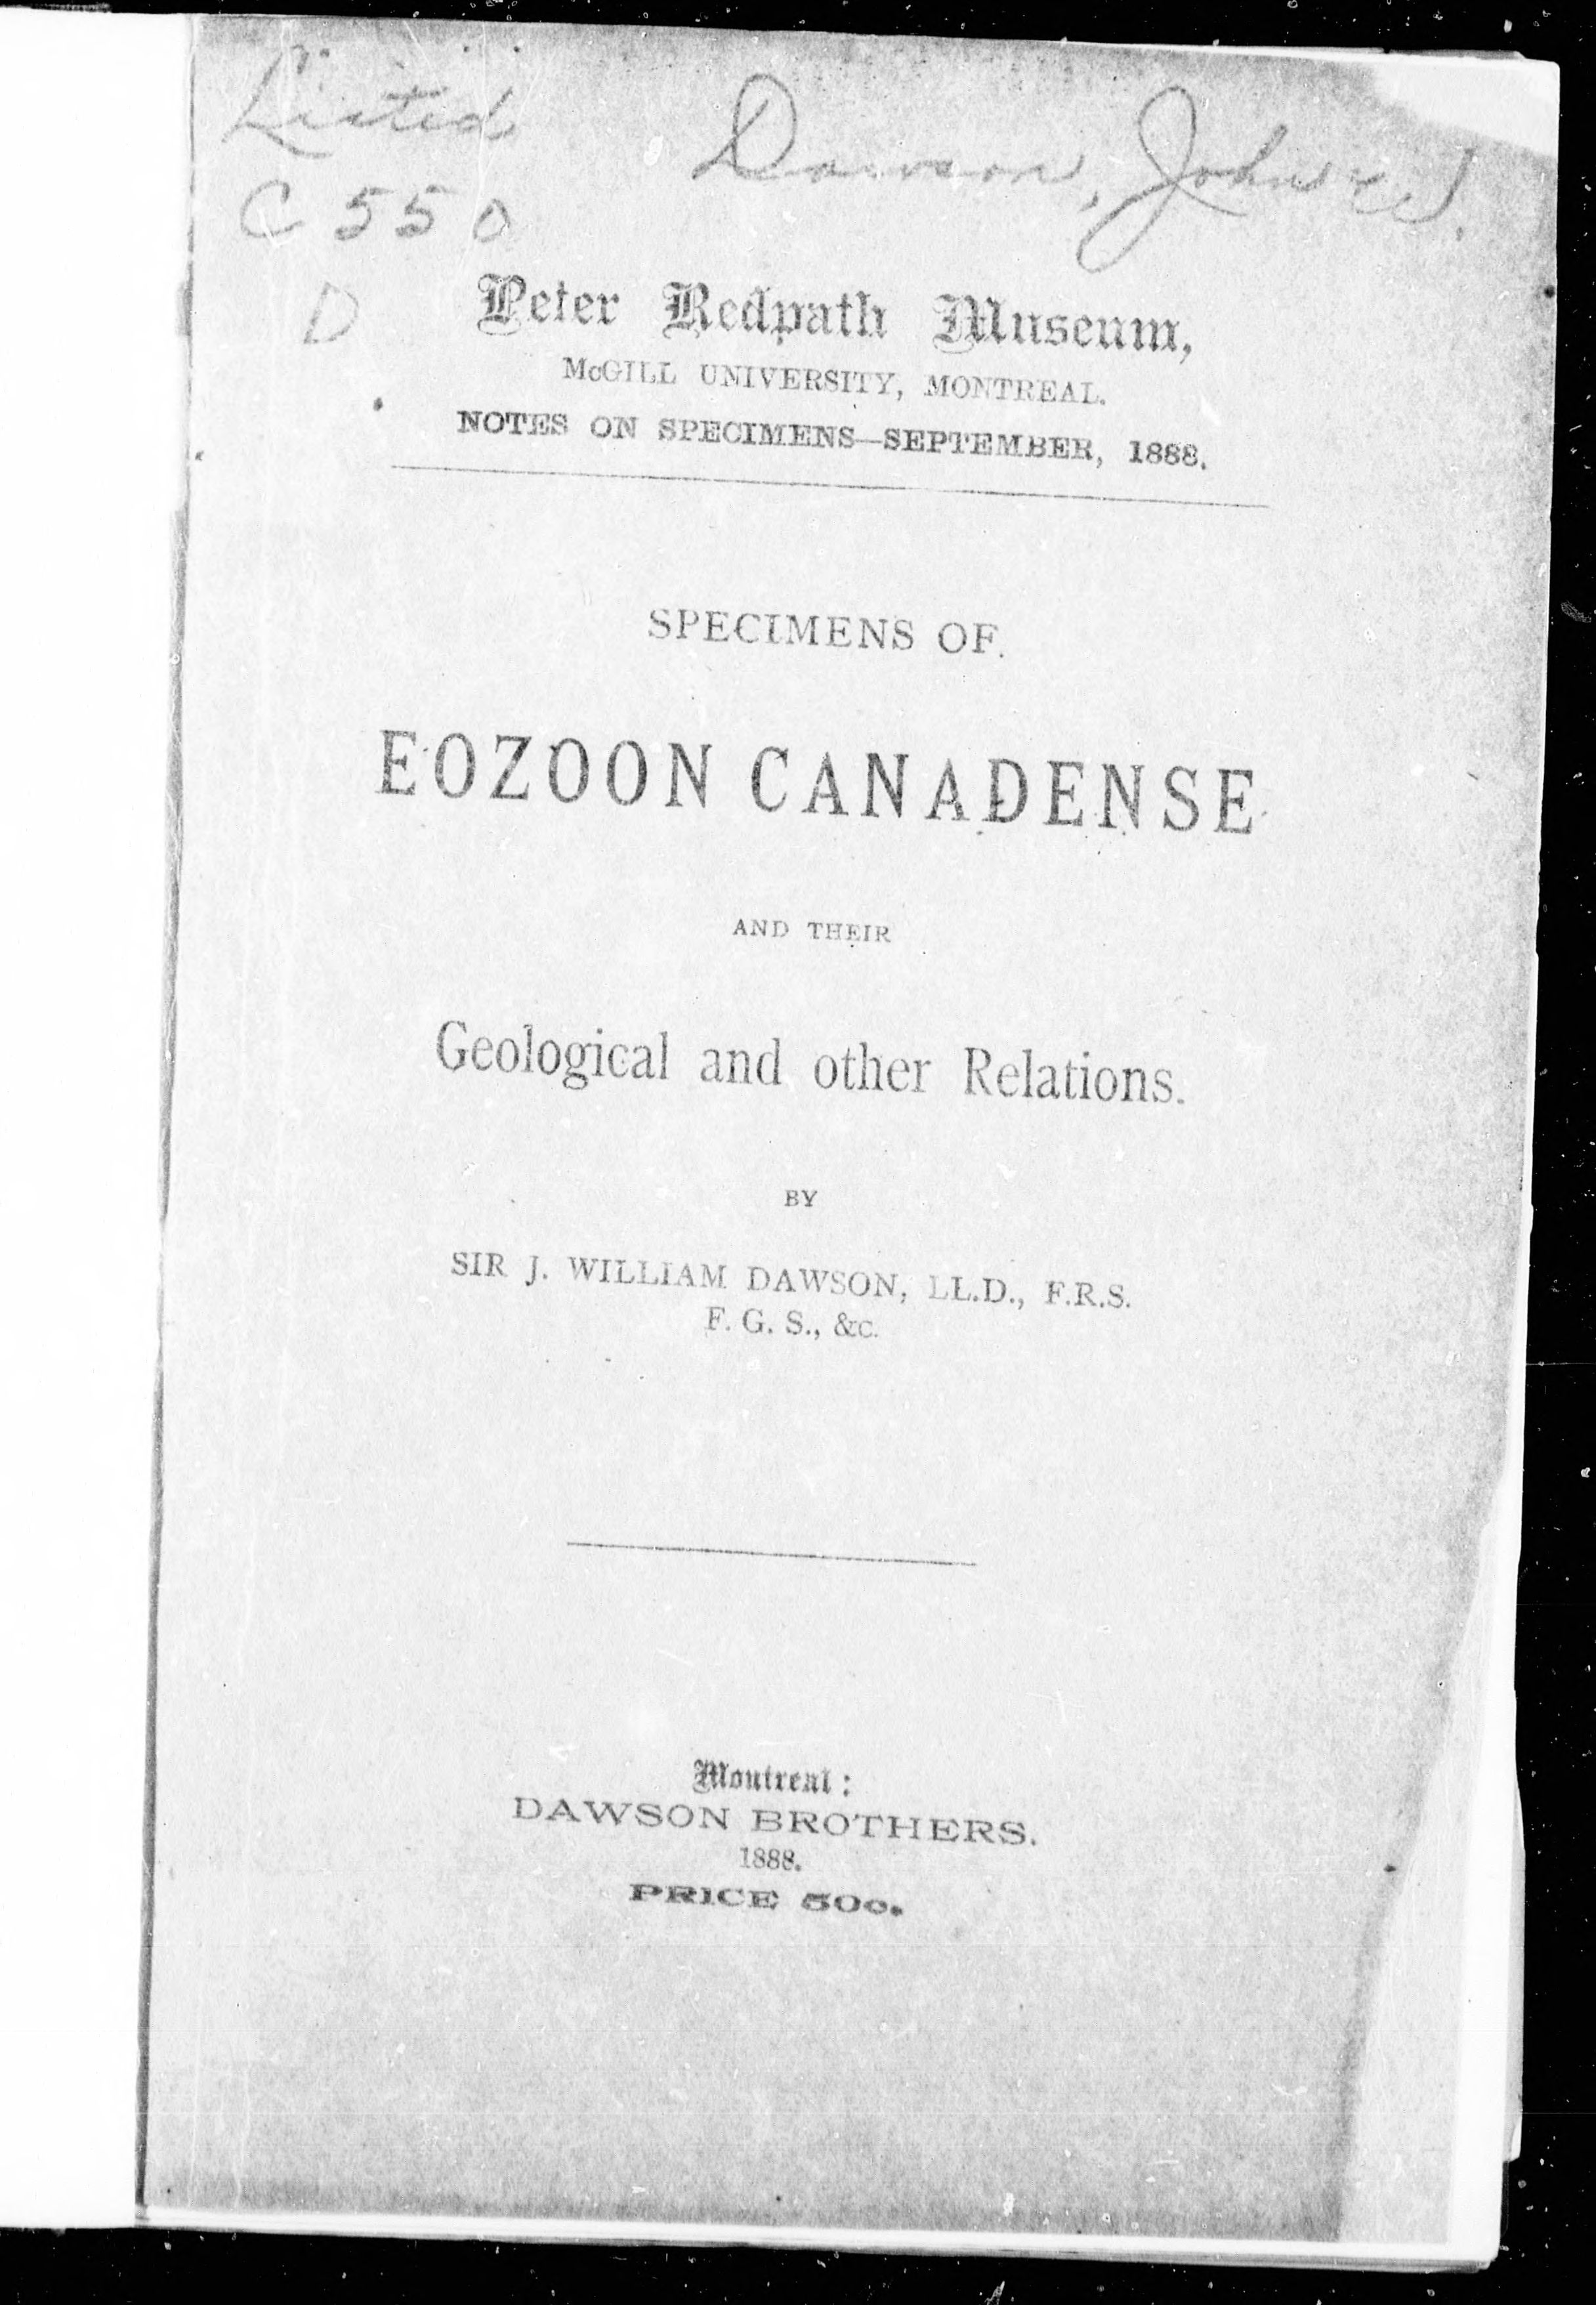 Listed
C 550
D
Dawson, John W.
Peter Redpath Museum,
McGILL UNIVERSITY, MONTREAL.
NOTES ON SPECIMENS—SEPTEMBER, 1888.
SPECIMENS OF
EOZOON CANADENSE
AND THEIR
Geological and other Relations.
BY
SIR J. WILLIAM DAWSON, LL.D., F.R.S.
F. G. S., &c.
Montreal:
DAWSON BROTHERS.
1888.
PRICE 50c.